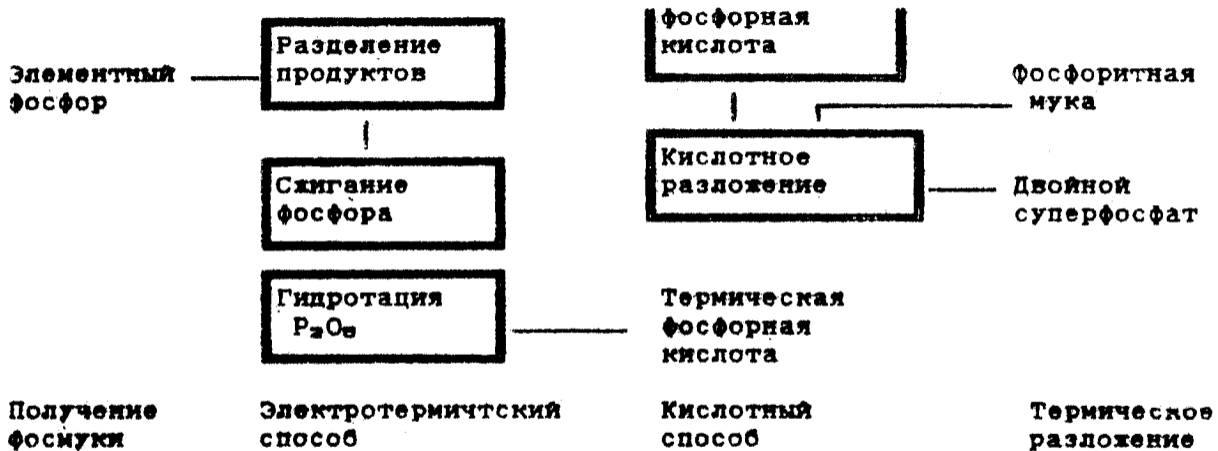 Разделение
продуктов
Элементный
фосфор
Сжигание
фосфора
Гидротация
P₂O₅
фосфорная
кислота
Кислотное
разложение
Фосфоритная
мука
Двойной
суперфосфат
Термическая
фосфорная
кислота
Получение
фосмуки
Электротермичтский
способ
Кислотный
способ
Термическое
разложение